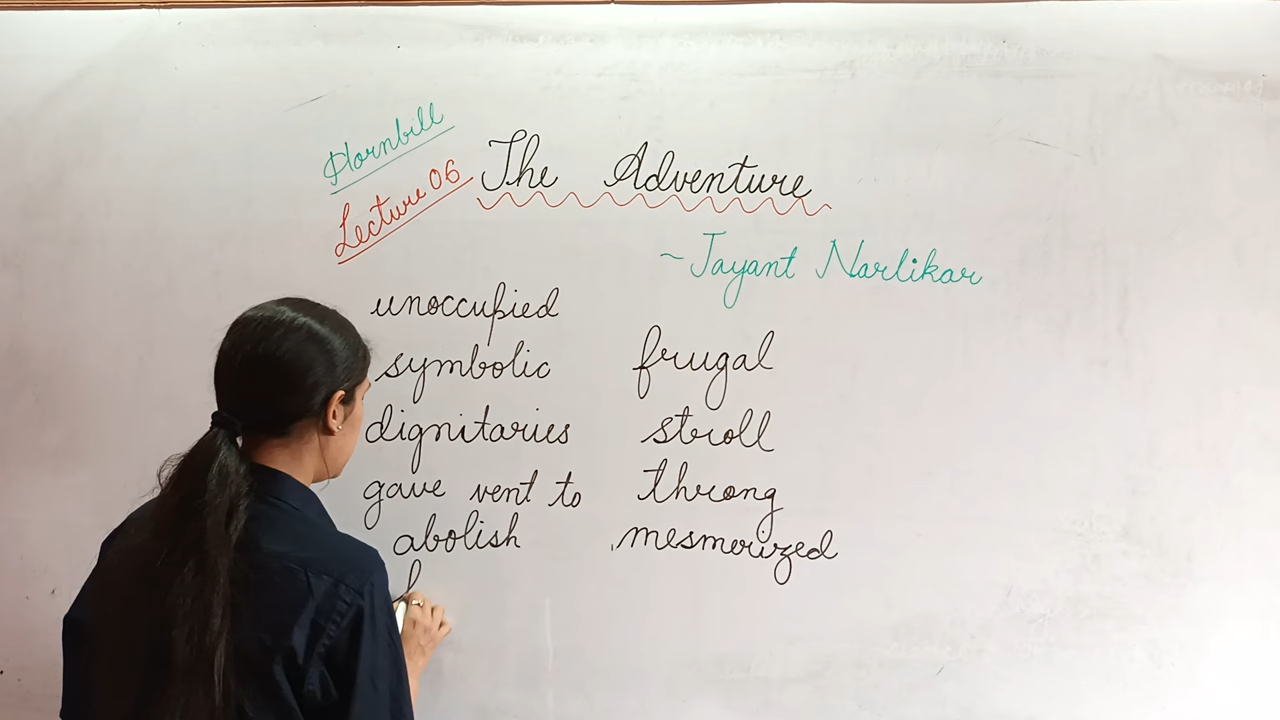 Hornbill
Lecture 06
The Adventure
~ Jayant Narlikar
unoccupied
symbolic
dignitaries
gave vent to
abolish
frugal
stroll
throng
mesmerized